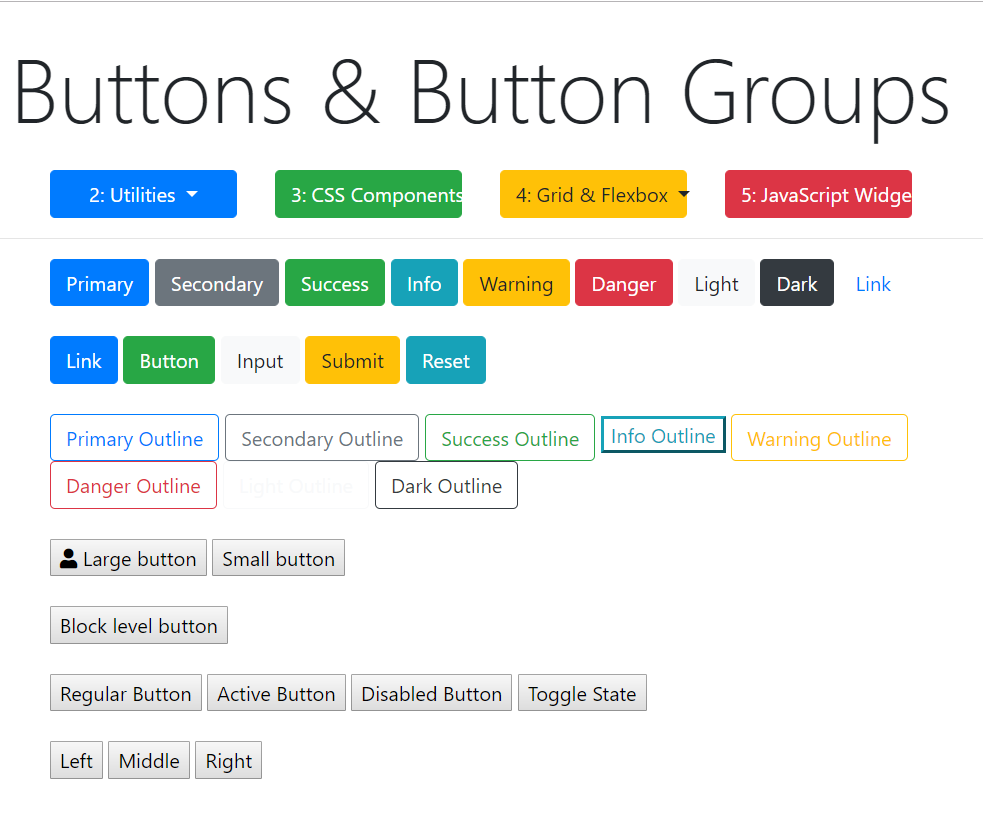 Buttons & Button Groups
2: Utilities 3: CSS Components 4: Grid & Flexbox 5: JavaScript Widge
Primary Secondary Success Info Warning Danger Light Dark Link
Link Button Input Submit Reset
Primary Outline Secondary Outline Success Outline Info Outline Warning Outline
Danger Outline Light Outline Dark Outline
Large button Small button
Block level button
Regular Button Active Button Disabled Button Toggle State
Left Middle Right